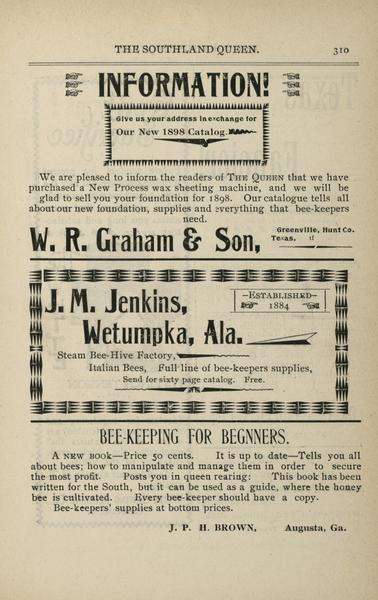 THE SOUTHLAND QUEEN. 310
INFORMATION!
Give us your address in exchange for
Our New 1898 Catalog.
We are pleased to inform the readers of THE QUEEN that we have
purchased a New Process wax sheeting machine, and we will be
glad to sell you your foundation for 1898. Our catalogue tells all
about our new foundation, supplies and everything that bee-keepers
need.
W. R. Graham & Son,
Greenville, Hunt Co.
Texas.
J. M. Jenkins,
–ESTABLISHED–
1884
Wetumpka, Ala.
Steam Bee-Hive Factory,
Italian Bees, Full line of bee-keepers supplies,
Send for sixty page catalog. Free.
BEE-KEEPING FOR BEGNNERS.
A NEW BOOK—Price 50 cents. It is up to date—Tells you all
about bees; how to manipulate and manage them in order to secure
the most profit. Posts you in queen rearing: This book has been
written for the South, but it can be used as a guide, where the honey
bee is cultivated. Every bee-keeper should have a copy.
Bee-keepers' supplies at bottom prices.
J. P. H. BROWN, Augusta, Ga.